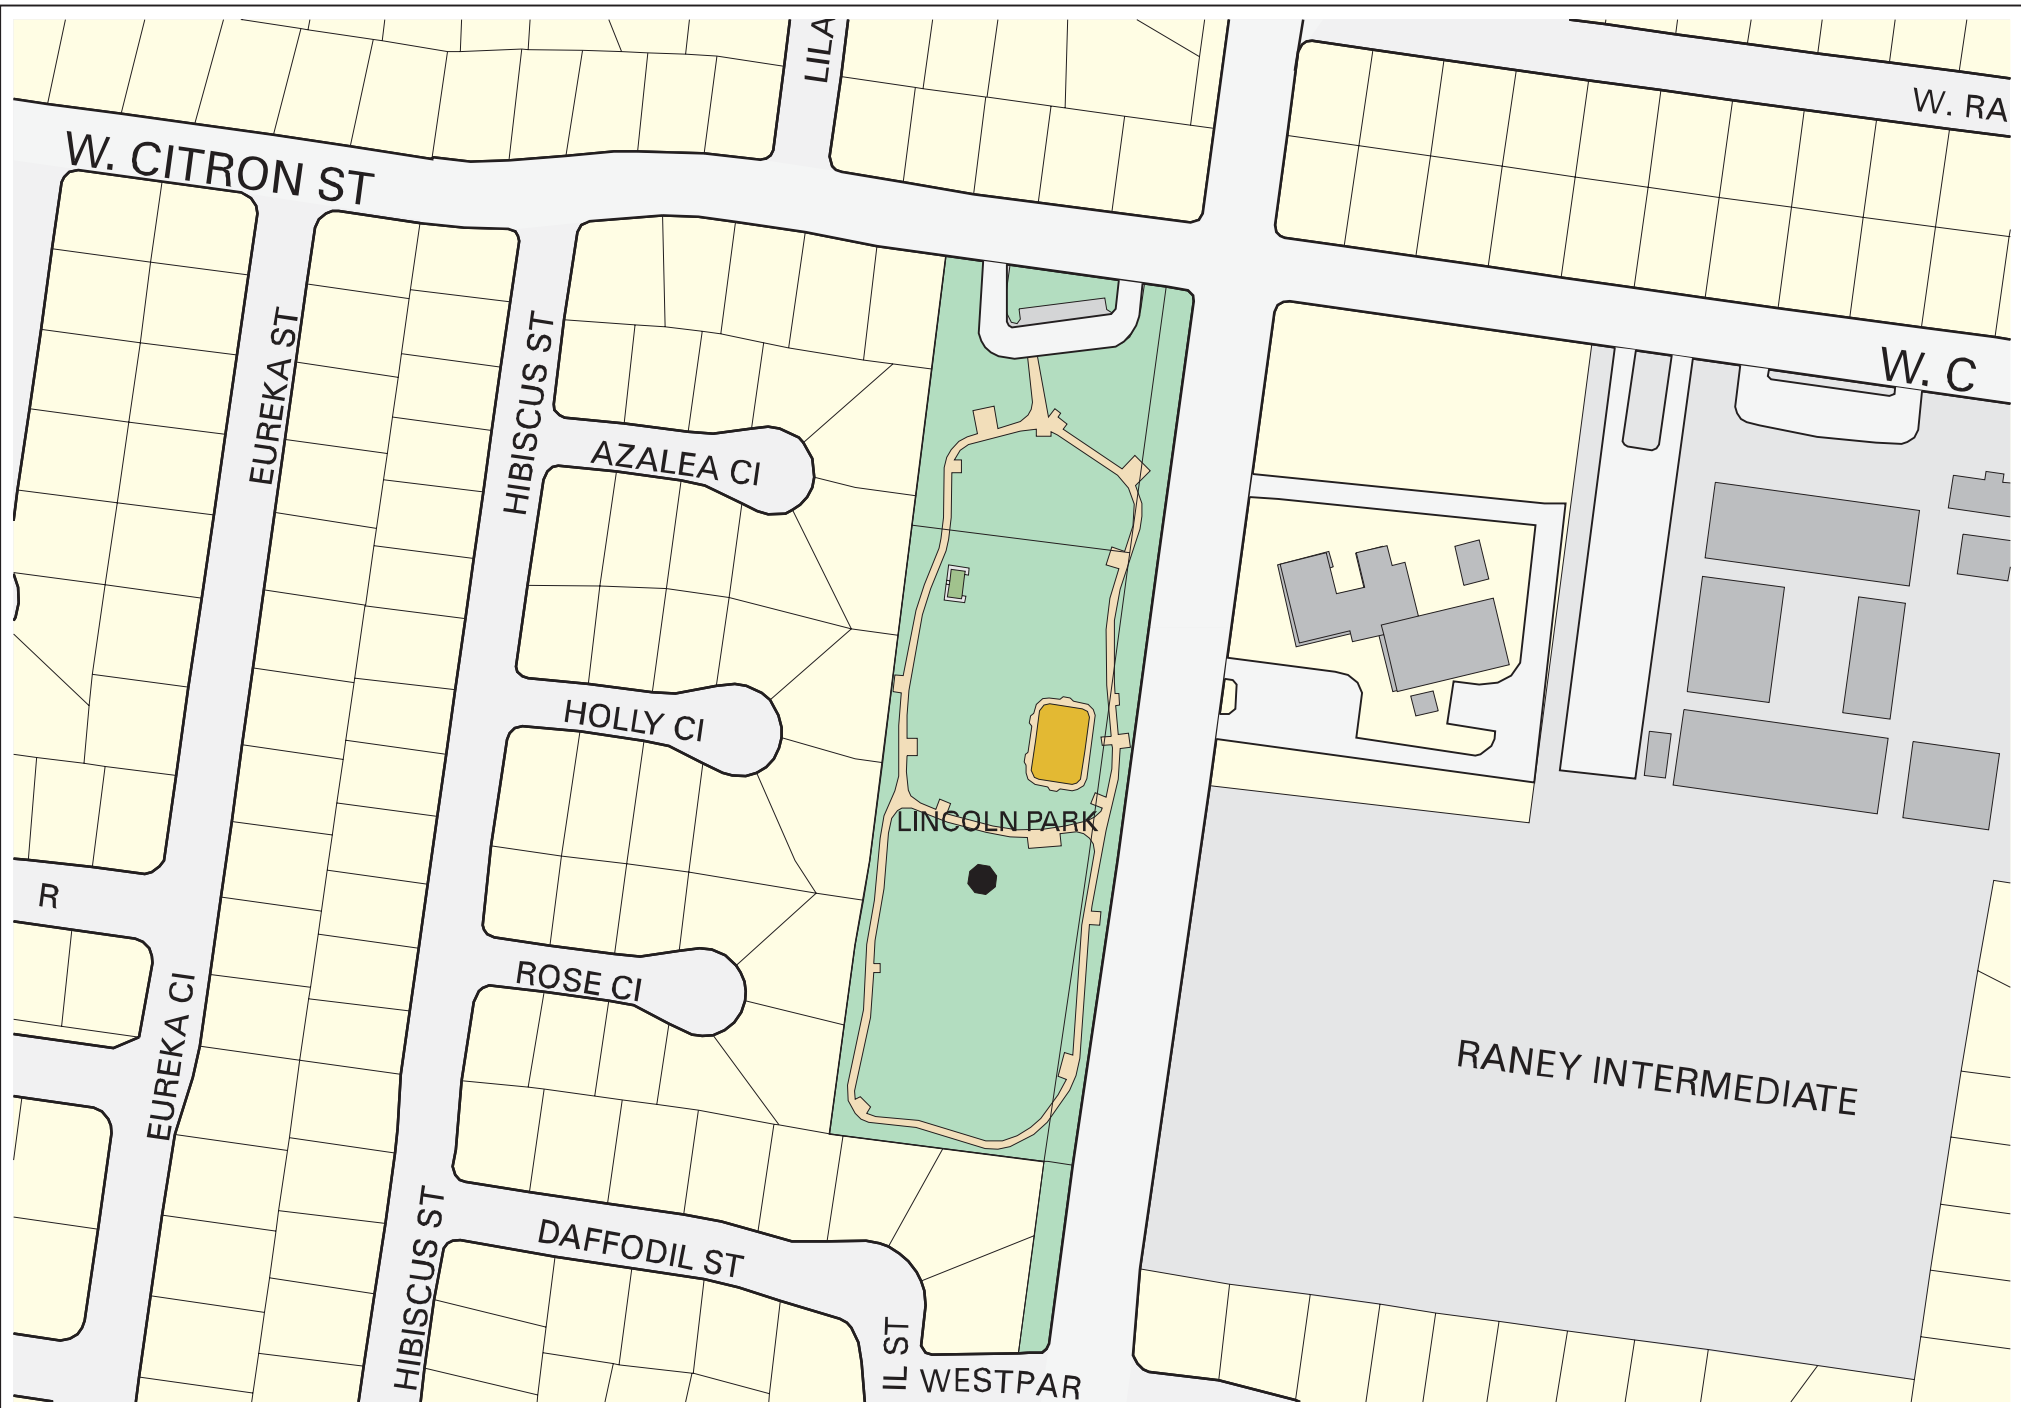 LILA
W. RA
W. CITRON ST
W. C
EUREKA ST
HIBISCUS ST
AZALEA CI
HOLLY CI
LINCOLN PARK
R
ROSE CI
EUREKA CI
RANEY INTERMEDIATE
HIBISCUS ST
DAFFODIL ST
IL ST
WESTPAR